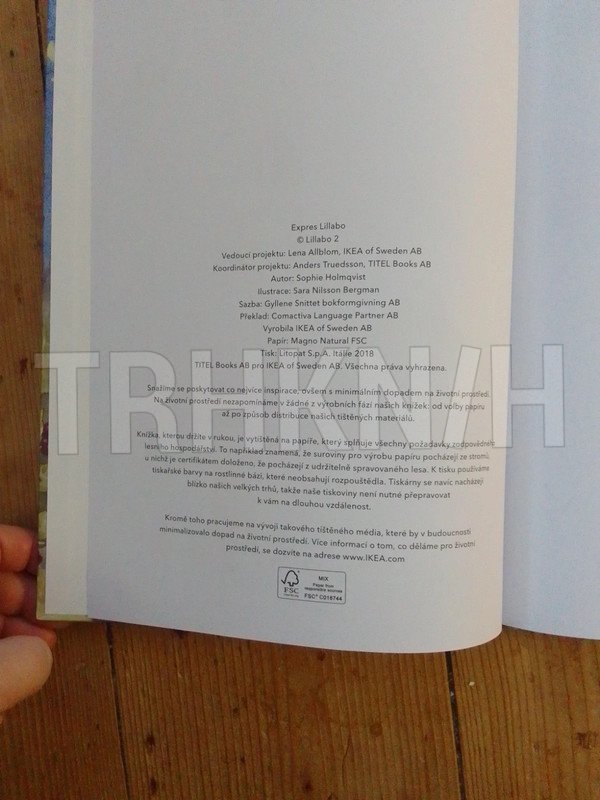 Expres Lillabo
© Lillabo 2
Vedoucí projektu: Lena Allblom, IKEA of Sweden AB
Koordinátor projektu: Anders Truedsson, TITEL Books AB
Autor: Sophie Holmqvist
Ilustrace: Sara Nilsson Bergman
Sazba: Gyllene Snittet bokformgivning AB
Překlad: Comactiva Language Partner AB
Vyrobila IKEA of Sweden AB
Papír: Magno Natural FSC
Tisk: Litopat S.p.A. Itálie 2018
TITEL Books AB pro IKEA of Sweden AB. Všechna práva vyhrazena.
TRHKNI/H
Snažíme se poskytovat co nejvíce inspirace, ovšem s minimálním dopadem na životní prostředí.
Na životní prostředí nezapomínáme v žádné z výrobních fází našich knížek: od volby papíru
až po způsob distribuce našich tištěných materiálů.
Knížka, kterou držíte v rukou, je vytištěná na papíře, který splňuje všechny požadavky zodpovědného
lesního hospodářství. To například znamená, že suroviny pro výrobu papíru pocházejí ze stromů,
u nichž je certifikátem doloženo, že pocházejí z udržitelně spravovaného lesa. K tisku používáme
tiskařské barvy na rostlinné bázi, které neobsahují rozpouštědla. Tiskárny se navíc nacházejí
blízko našich velkých trhů, takže naše tiskoviny není nutné přepravovat
k vám na dlouhou vzdálenost.
Kromě toho pracujeme na vývoji takového tištěného média, které by v budoucnosti
minimalizovalo dopad na životní prostředí. Více informací o tom, co děláme pro životní
prostředí, se dozvíte na adrese www.IKEA.com
FSC
MIX
Paper from
responsible sources
FSC® C018744